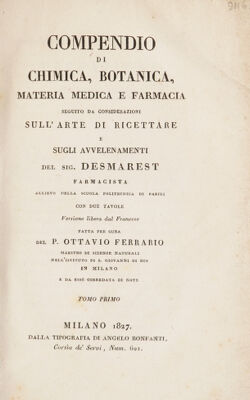 COMPENDIO
DI
CHIMICA, BOTANICA,
MATERIA MEDICA E FARMACIA
SEGUITO DA CONSIDERAZIONI
SULL' ARTE DI RICETTARE
E
SUGLI AVVELENAMENTI
DEL SIG. DESMAREST
FARMACISTA
ALLIEVO DELLA SCUOLA POLITECNICA DI PARIGI
CON DUE TAVOLE
Versione libera dal Francese
FATTA PER CURA
DEL P. OTTAVIO FERRARIO
MAESTRO DI SCIENZE NATURALI
NELL'ISTITUTO DI S. GIOVANNI DI DIO
IN MILANO
E DA ESSO CORREDATA DI NOTE
TOMO PRIMO
MILANO 1827.
DALLA TIPOGRAFIA DI ANGELO BONFANTI,
Corsia de' Servi, Num. 601.